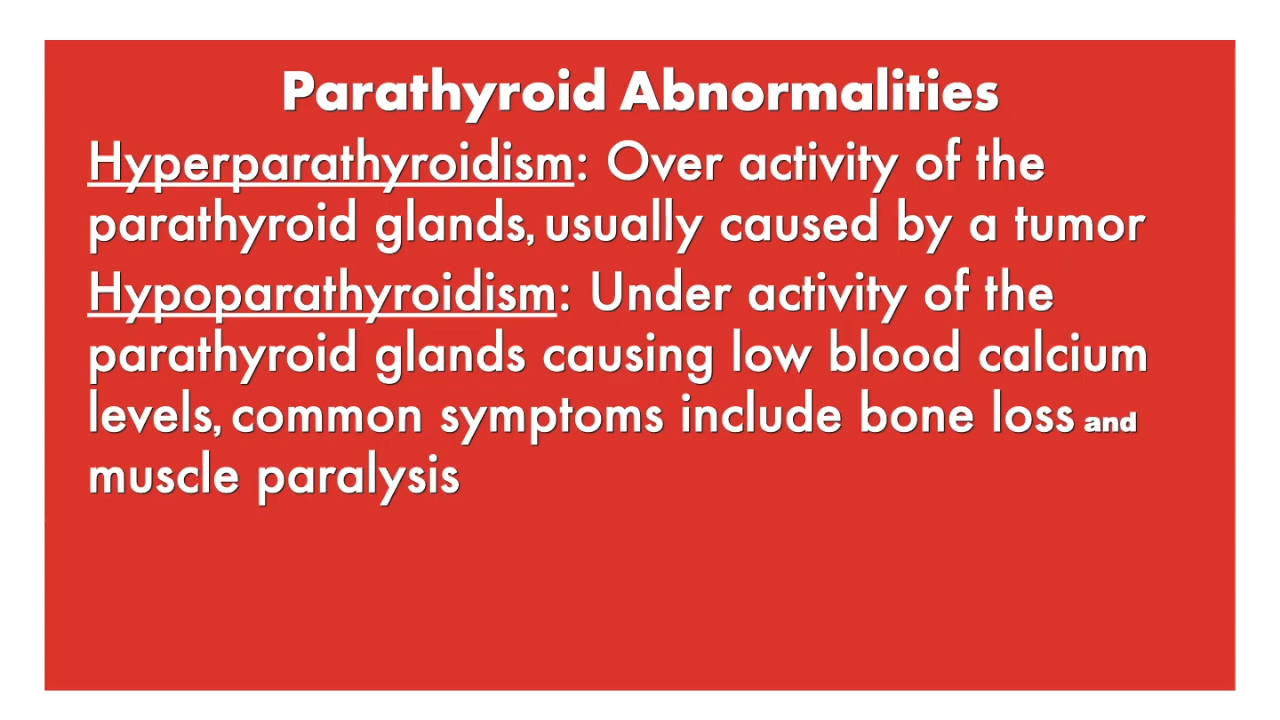 Parathyroid Abnormalities
Hyperparathyroidism: Over activity of the
parathyroid glands, usually caused by a tumor
Hypoparathyroidism: Under activity of the
parathyroid glands causing low blood calcium
levels, common symptoms include bone loss and
muscle paralysis